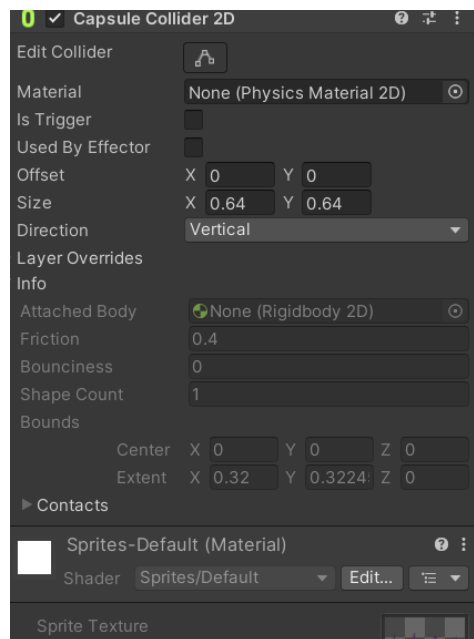 Capsule Collider 2D
Edit Collider
Material None (Physics Material 2D)
Is Trigger
Used By Effector
Offset X 0 Y 0
Size X 0.64 Y 0.64
Direction Vertical
Layer Overrides
Info
Attached Body None (Rigidbody 2D)
Friction 0.4
Bounciness 0
Shape Count 1
Bounds
Center X 0 Y 0 Z 0
Extent X 0.32 Y 0.3224 Z 0
Contacts
Sprites-Default (Material)
Shader Sprites/Default Edit...
Sprite Texture